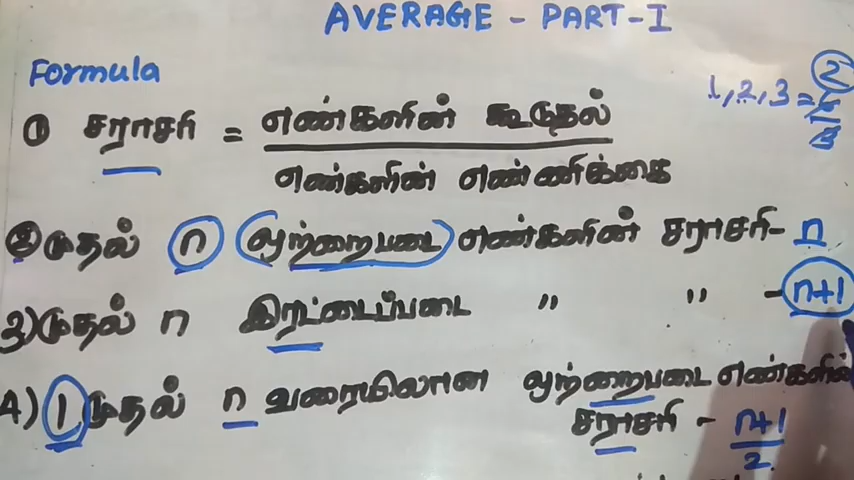 AVERAGE - PART-I
Formula
1, 2, 3 = 6/3 2
① சராசரி = எண்களின் கூடுதல்
எண்களின் எண்ணிக்கை
② முதல் n ஒற்றைபடை எண்களின் சராசரி - n
3) முதல் n இரட்டைப்படை " " - n+1
4) 1 முதல் n வரையிலான ஒற்றைபடை எண்களின்
சராசரி - n+1
2